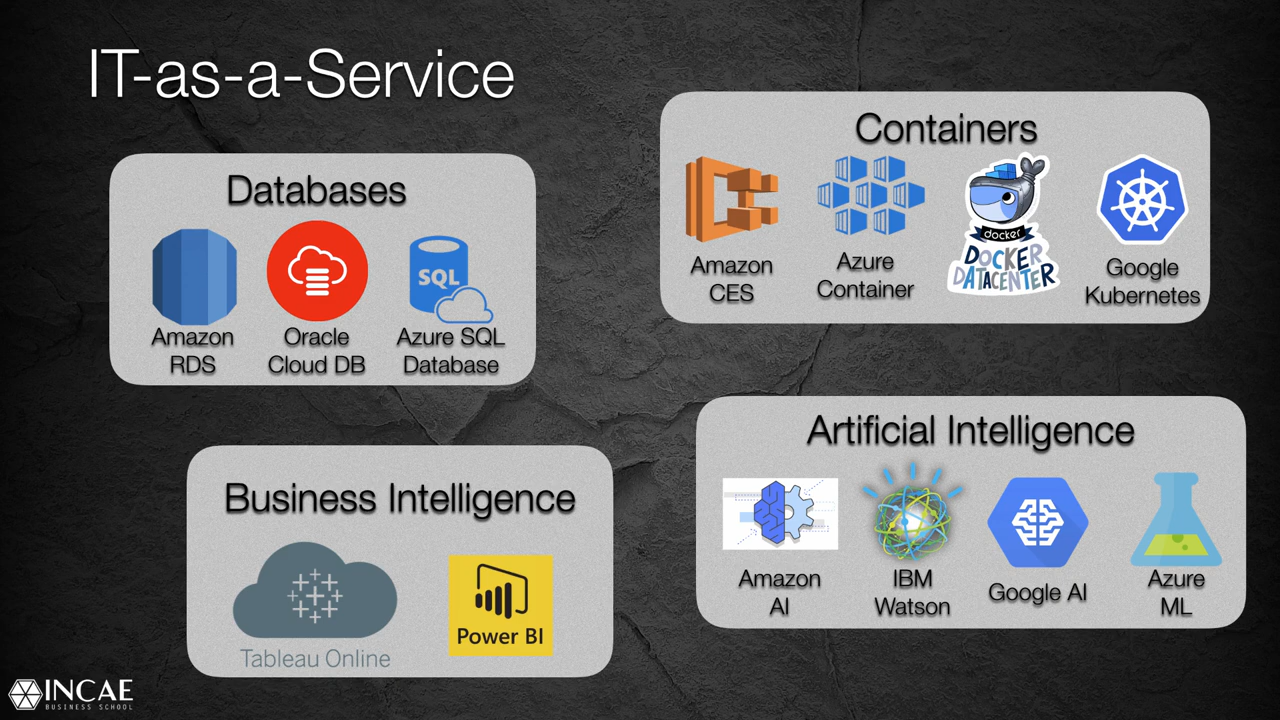 IT-as-a-Service
Databases
Amazon
RDS
Oracle
Cloud DB
SQL
Azure SQL
Database
Containers
Amazon
CES
Azure
Container
docker
DOCKER
DATACENTER
Google
Kubernetes
Business Intelligence
Tableau Online
Power BI
Artificial Intelligence
Amazon
AI
IBM
Watson
Google AI
Azure
ML
INCAE
BUSINESS SCHOOL